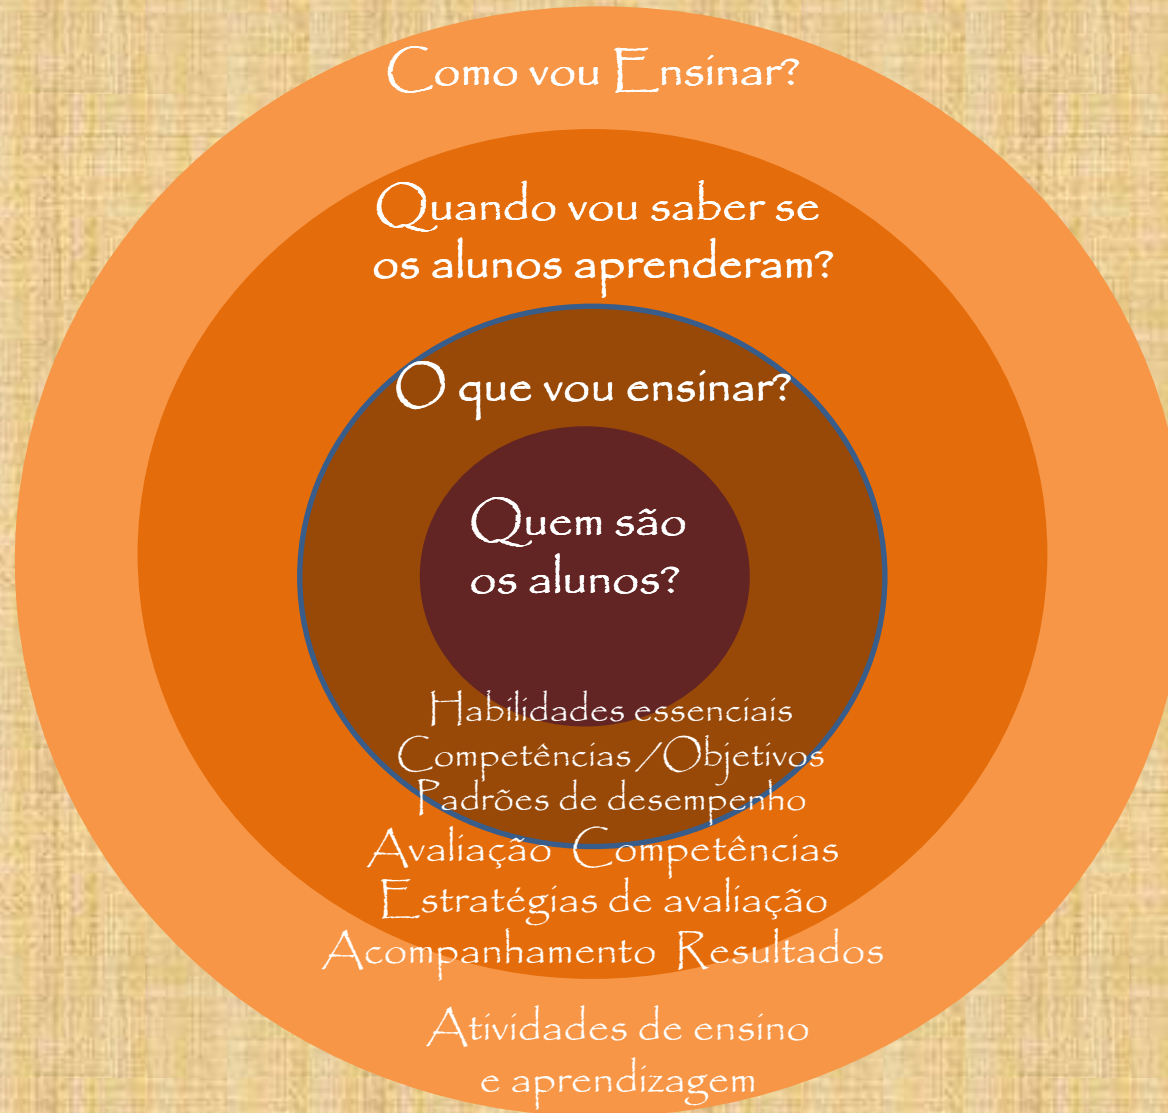 Como vou Ensinar?
Quando vou saber se
os alunos aprenderam?
O que vou ensinar?
Quem são
os alunos?
Habilidades essenciais
Competências /Objetivos
Padrões de desempenho
Avaliação Competências
Estratégias de avaliação
Acompanhamento Resultados
Atividades de ensino
e aprendizagem